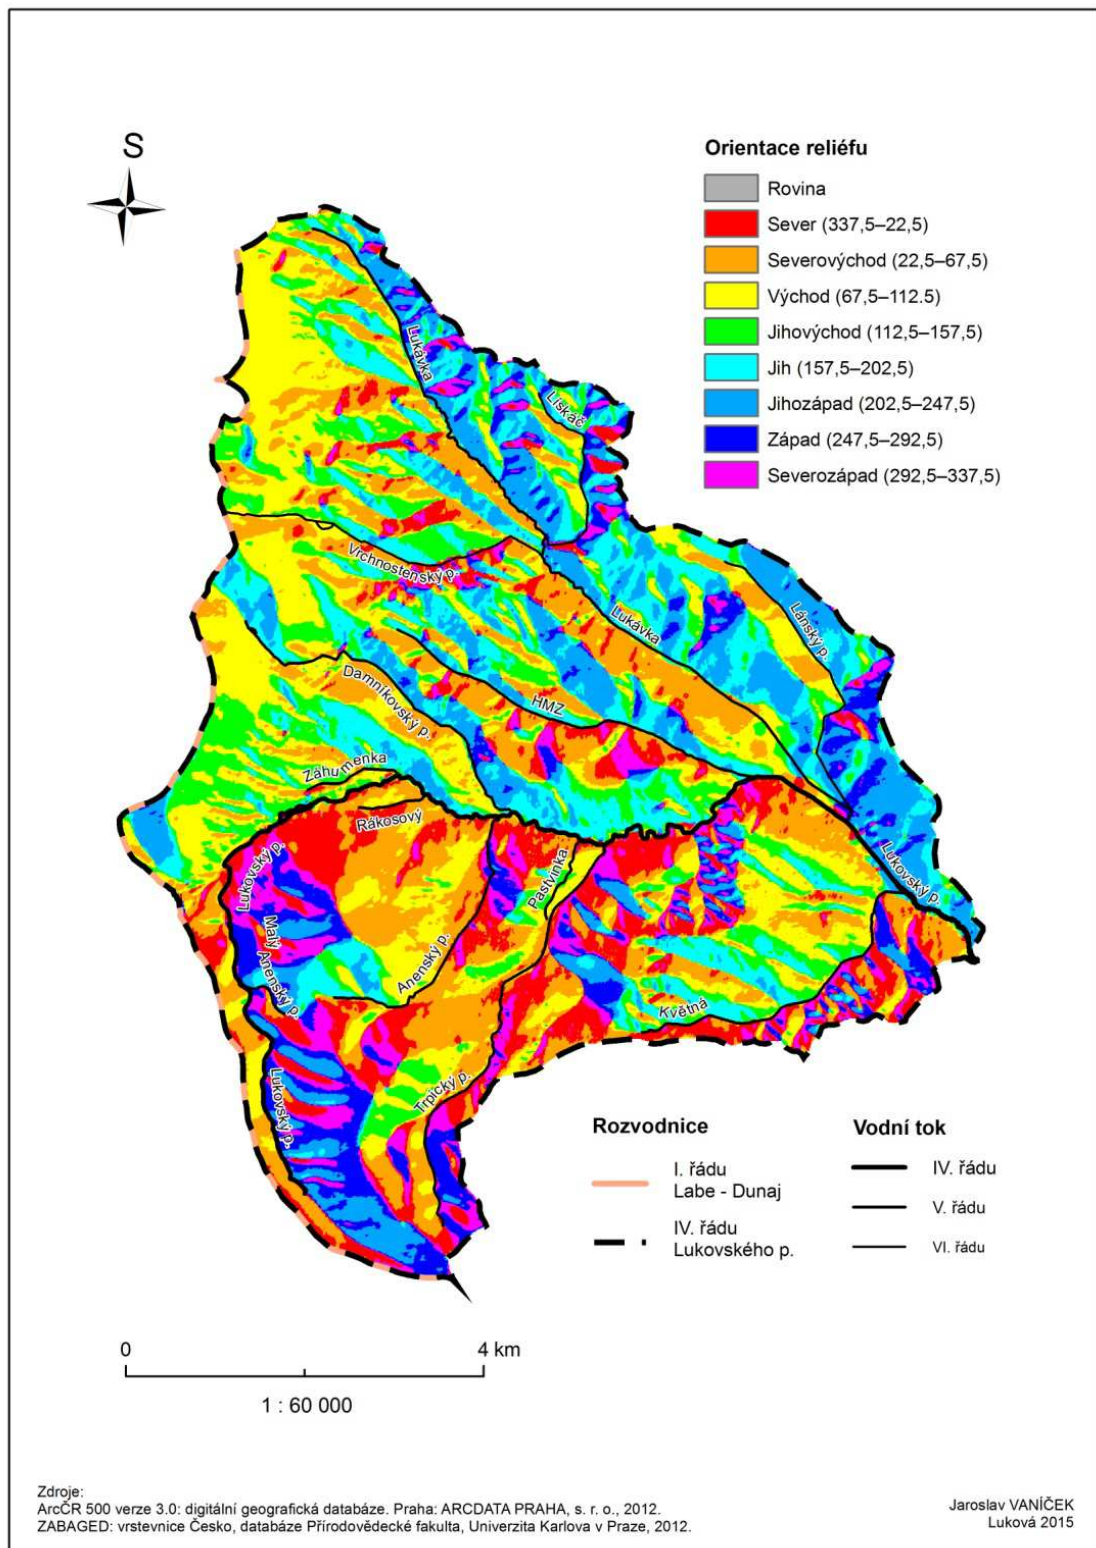 S
Orientace reliéfu
Rovina
Sever (337,5–22,5)
Severovýchod (22,5–67,5)
Východ (67,5–112.5)
Jihovýchod (112,5–157,5)
Jih (157,5–202,5)
Jihozápad (202,5–247,5)
Západ (247,5–292,5)
Severozápad (292,5–337,5)
Lukávka
Lískáč
Vrchnostenský p.
Lukávka
Lánský p.
Damníkovský p.
HMZ
Záhumenka
Rákosový
Lukovský p.
Pastvinka
Lukovský p.
Malý Anenský p.
Anenský p.
Květná
Trpický p.
Lukovský p.
Rozvodnice
I. řádu
Labe - Dunaj
IV. řádu
Lukovského p.
Vodní tok
IV. řádu
V. řádu
VI. řádu
0 4 km
1 : 60 000
Zdroje:
ArcČR 500 verze 3.0: digitální geografická databáze. Praha: ARCDATA PRAHA, s. r. o., 2012.
ZABAGED: vrstevnice Česko, databáze Přírodovědecké fakulta, Univerzita Karlova v Praze, 2012.
Jaroslav VANÍČEK
Luková 2015